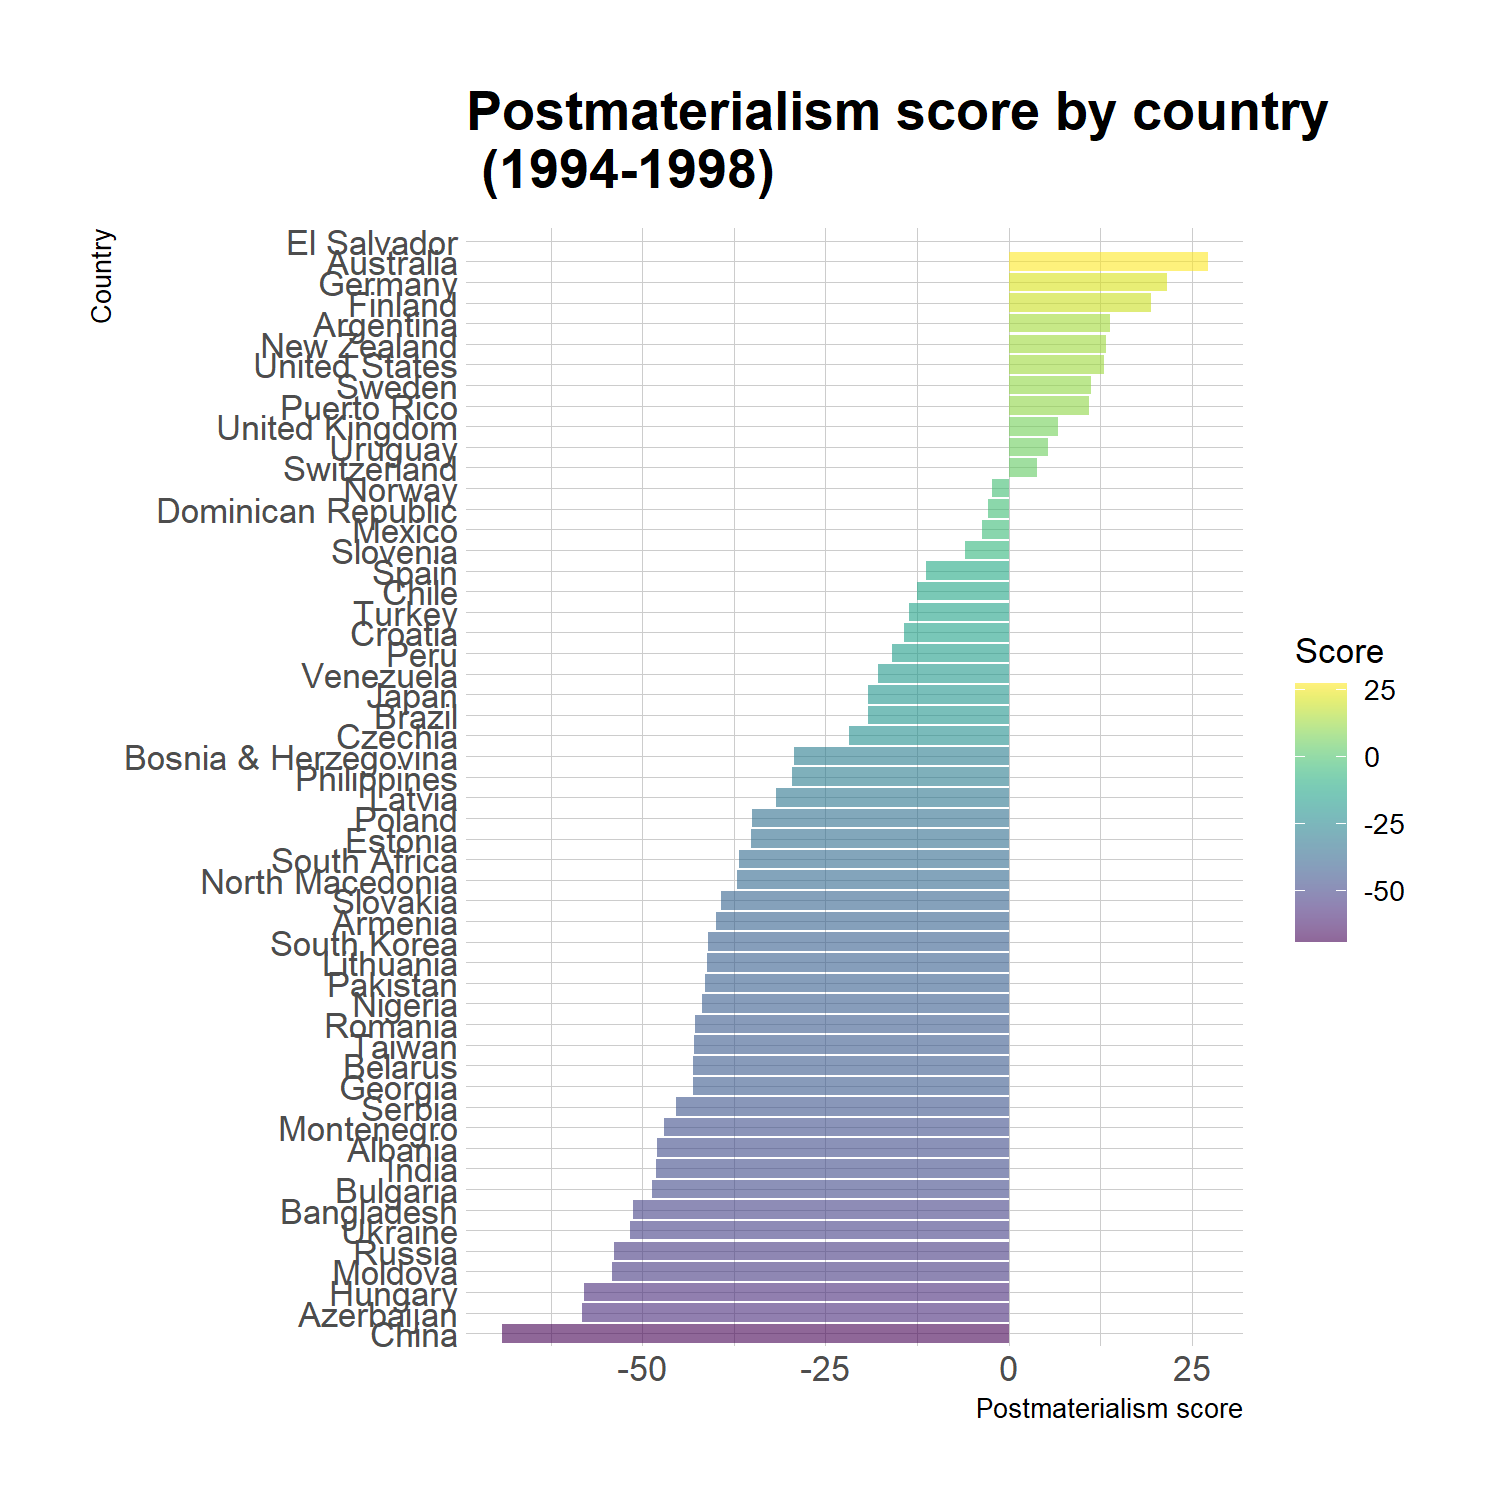 Postmaterialism score by country
(1994-1998)
Country
El Salvador
Australia
Germany
Finland
Argentina
New Zealand
United States
Sweden
Puerto Rico
United Kingdom
Uruguay
Switzerland
Norway
Dominican Republic
Mexico
Slovenia
Spain
Chile
Turkey
Croatia
Peru
Venezuela
Japan
Brazil
Czechia
Bosnia & Herzegovina
Philippines
Latvia
Poland
Estonia
South Africa
North Macedonia
Slovakia
Armenia
South Korea
Lithuania
Pakistan
Nigeria
Romania
Taiwan
Belarus
Georgia
Serbia
Montenegro
Albania
India
Bulgaria
Bangladesh
Ukraine
Russia
Moldova
Hungary
Azerbaijan
China
-50 -25 0 25
Postmaterialism score
Score
25
0
-25
-50